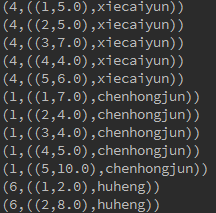 (4,((1,5.0),xiecaiyun))
(4,((2,5.0),xiecaiyun))
(4,((3,7.0),xiecaiyun))
(4,((4,4.0),xiecaiyun))
(4,((5,6.0),xiecaiyun))
(1,((1,7.0),chenhongjun))
(1,((2,4.0),chenhongjun))
(1,((3,4.0),chenhongjun))
(1,((4,5.0),chenhongjun))
(1,((5,10.0),chenhongjun))
(6,((1,2.0),huheng))
(6,((2,8.0),huheng))